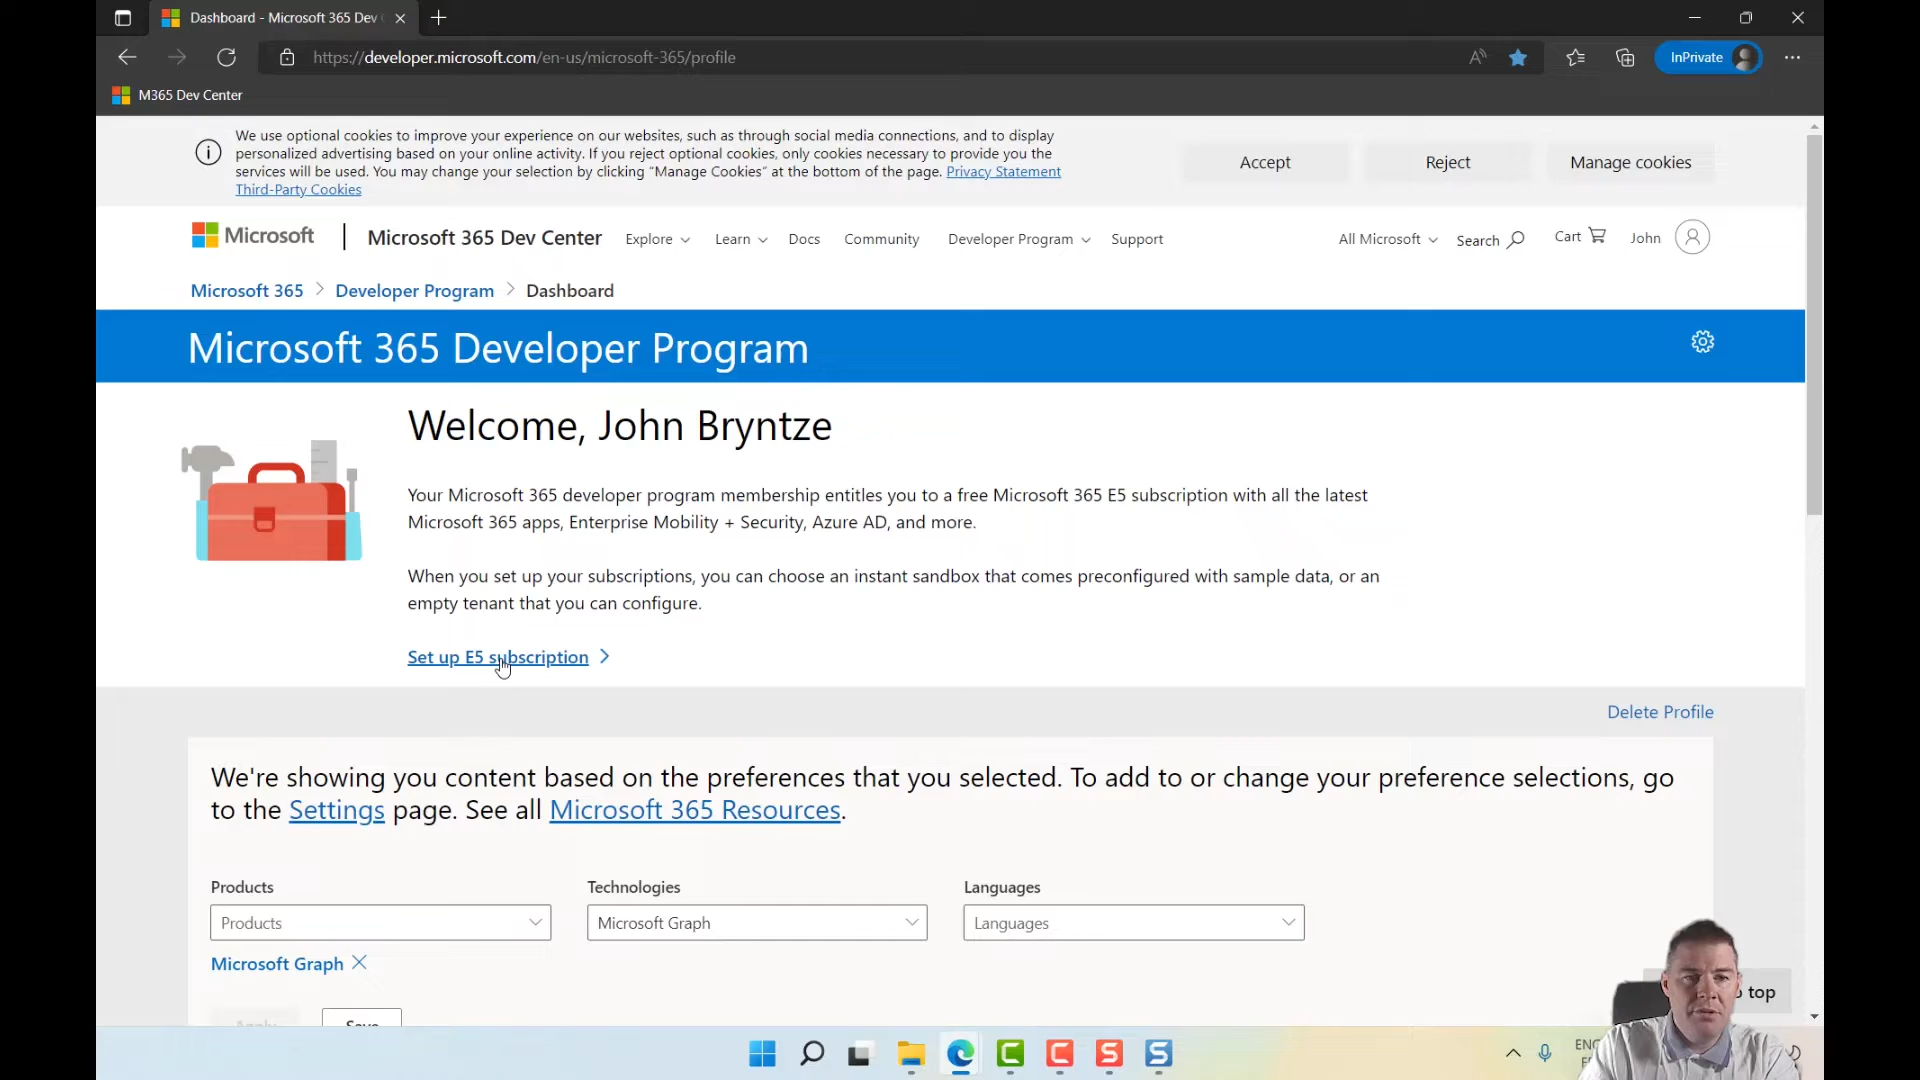 Dashboard - Microsoft 365 Dev
https://developer.microsoft.com/en-us/microsoft-365/profile
InPrivate
M365 Dev Center
We use optional cookies to improve your experience on our websites, such as through social media connections, and to display
personalized advertising based on your online activity. If you reject optional cookies, only cookies necessary to provide you the
services will be used. You may change your selection by clicking "Manage Cookies" at the bottom of the page. Privacy Statement
Third-Party Cookies
Accept
Reject
Manage cookies
Microsoft
Microsoft 365 Dev Center
Explore
Learn
Docs
Community
Developer Program
Support
All Microsoft
Search
Cart
John
Microsoft 365 > Developer Program > Dashboard
Microsoft 365 Developer Program
Welcome, John Bryntze
Your Microsoft 365 developer program membership entitles you to a free Microsoft 365 E5 subscription with all the latest
Microsoft 365 apps, Enterprise Mobility + Security, Azure AD, and more.
When you set up your subscriptions, you can choose an instant sandbox that comes preconfigured with sample data, or an
empty tenant that you can configure.
Set up E5 subscription
Delete Profile
We're showing you content based on the preferences that you selected. To add to or change your preference selections, go
to the Settings page. See all Microsoft 365 Resources.
Products
Technologies
Languages
Products
Microsoft Graph
Languages
Microsoft Graph
Apply
Save
top